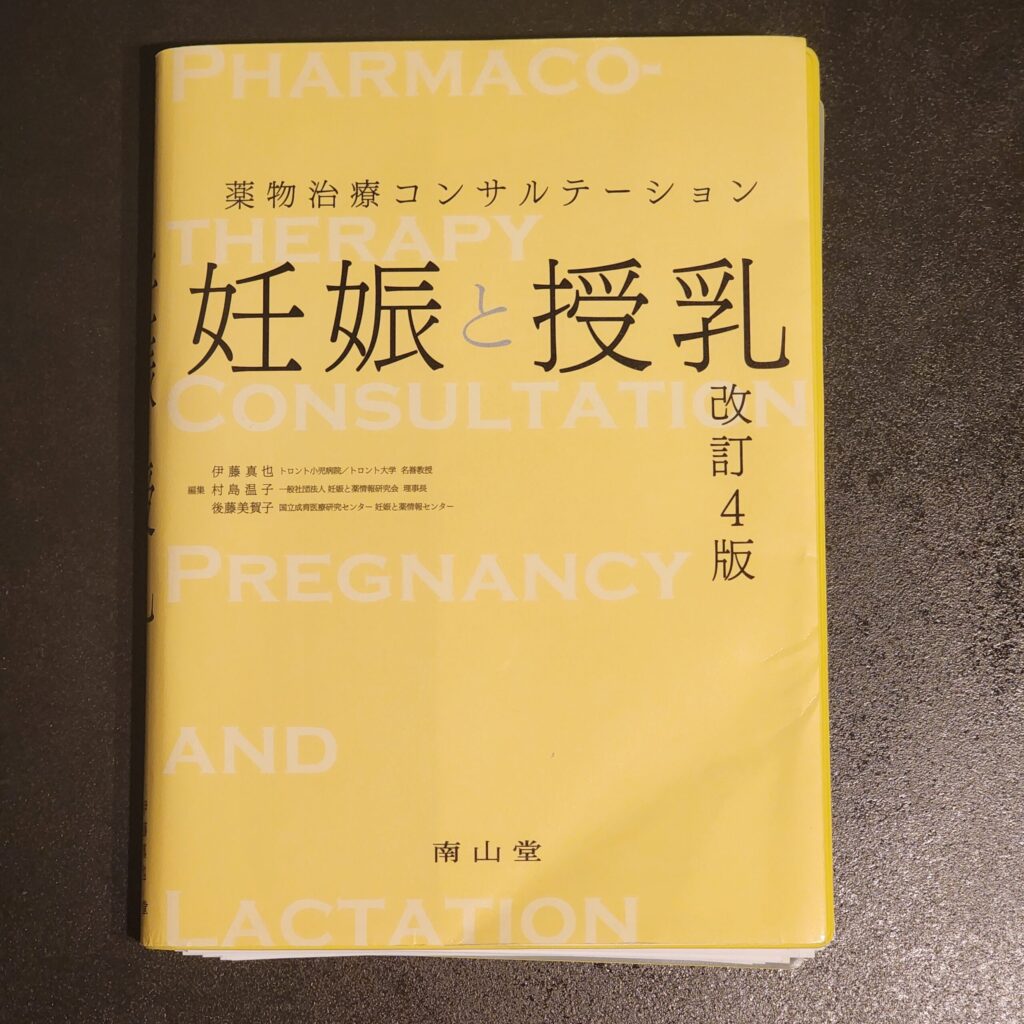 PHARMACO-
薬物治療コンサルテーション
THERAPY
妊娠と授乳
CONSULTATION
改訂4版
編集
伊藤真也 トロント小児病院/トロント大学 名誉教授
村島温子 一般社団法人 妊娠と薬情報研究会 理事長
後藤美賀子 国立成育医療研究センター 妊娠と薬情報センター
PREGNANCY
AND
南山堂
LACTATION